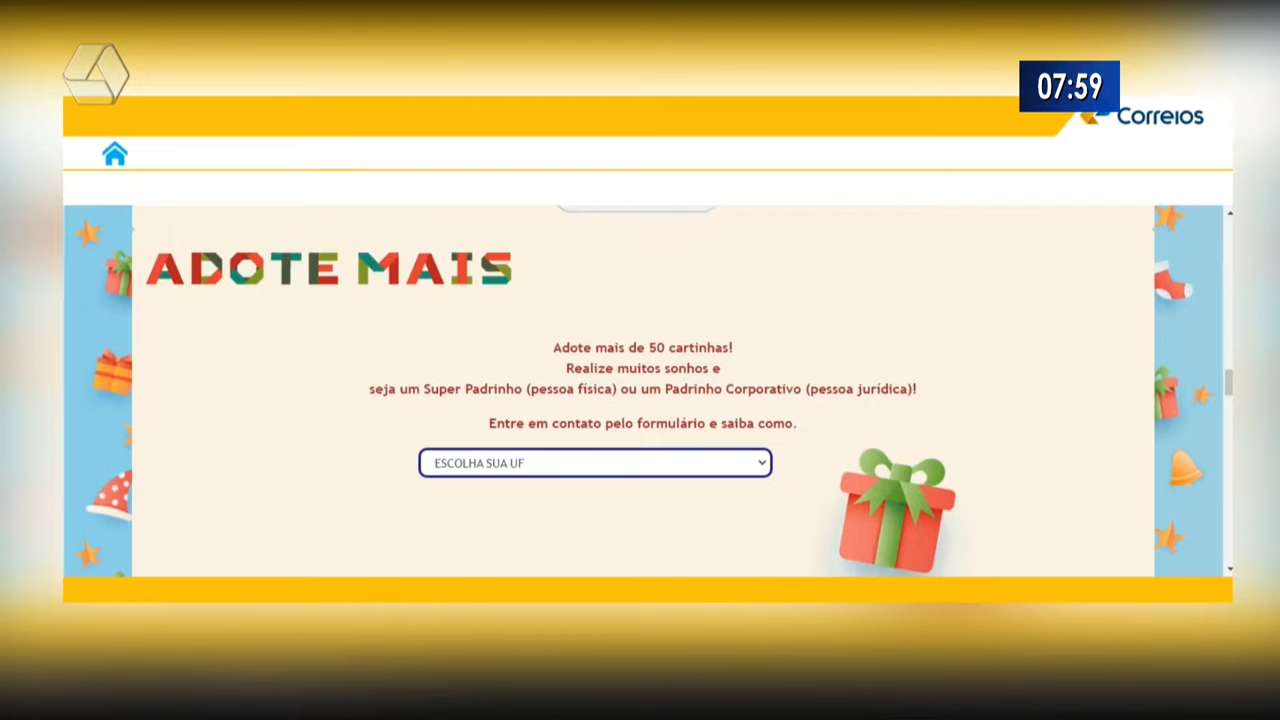 07:59
Correios
ADOTE MAIS
Adote mais de 50 cartinhas!
Realize muitos sonhos e
seja um Super Padrinho (pessoa física) ou um Padrinho Corporativo (pessoa jurídica)!
Entre em contato pelo formulário e saiba como.
ESCOLHA SUA UF